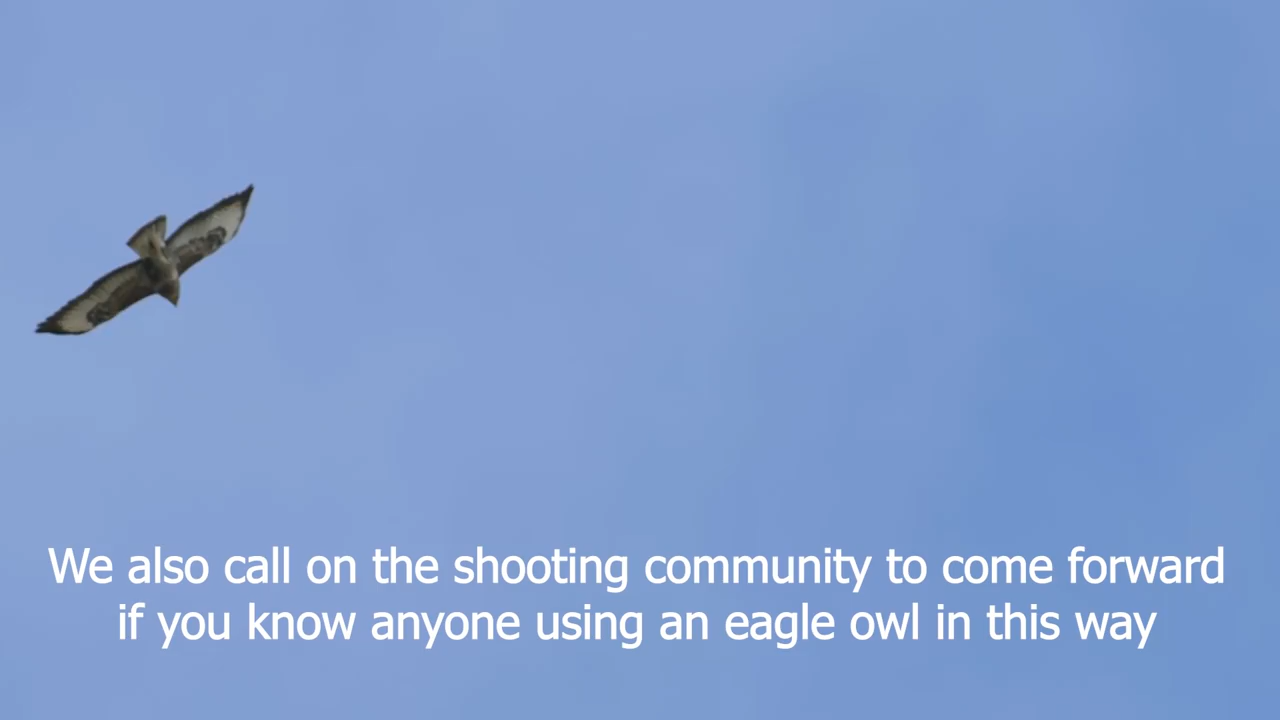 We also call on the shooting community to come forward
if you know anyone using an eagle owl in this way